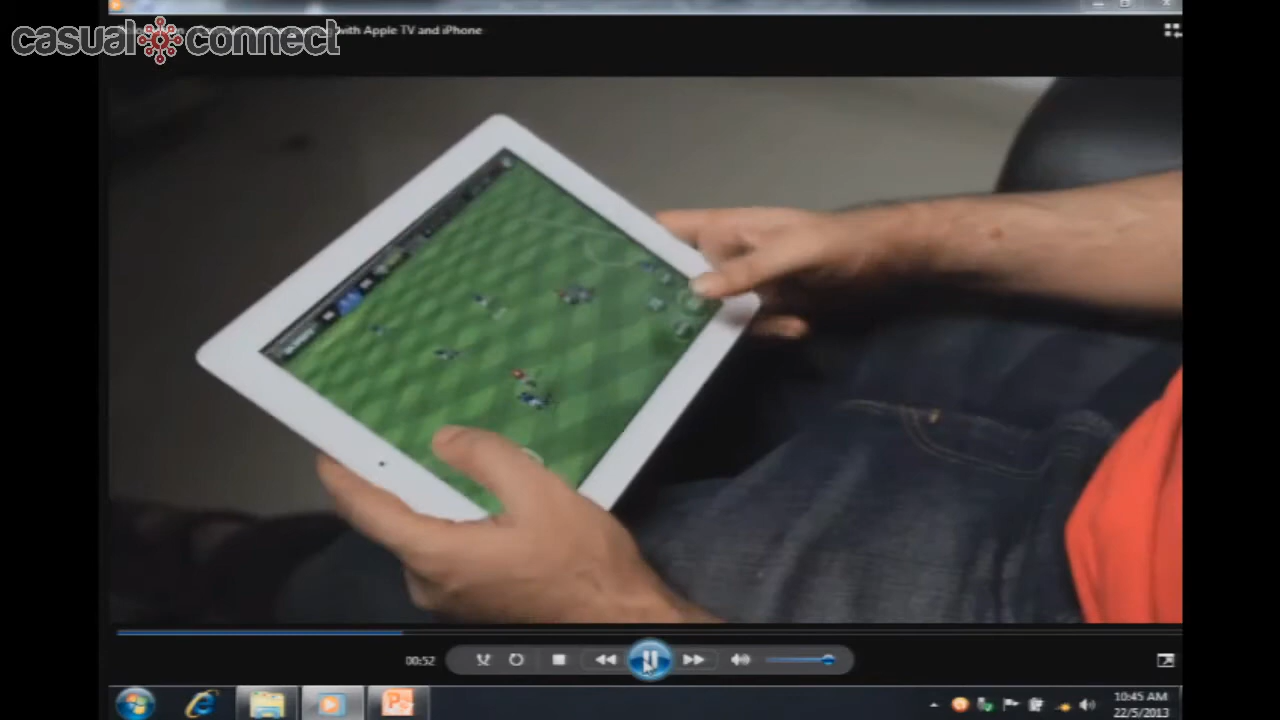 casual connect
with Apple TV and iPhone
00:52
10:45 AM
22/5/2013